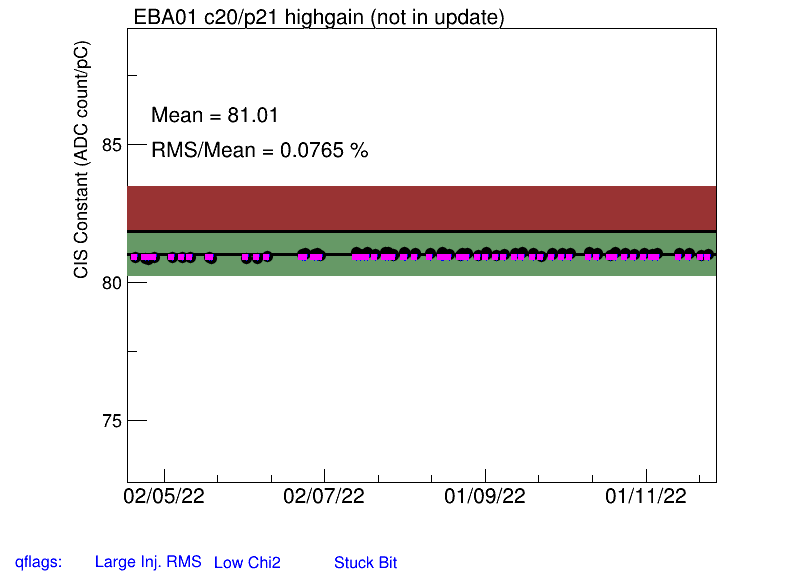 EBA01 c20/p21 highgain (not in update)
CIS Constant (ADC count/pC)
Mean = 81.01
RMS/Mean = 0.0765 %
85
80
75
02/05/22 02/07/22 01/09/22 01/11/22
qflags: Large Inj. RMS Low Chi2 Stuck Bit